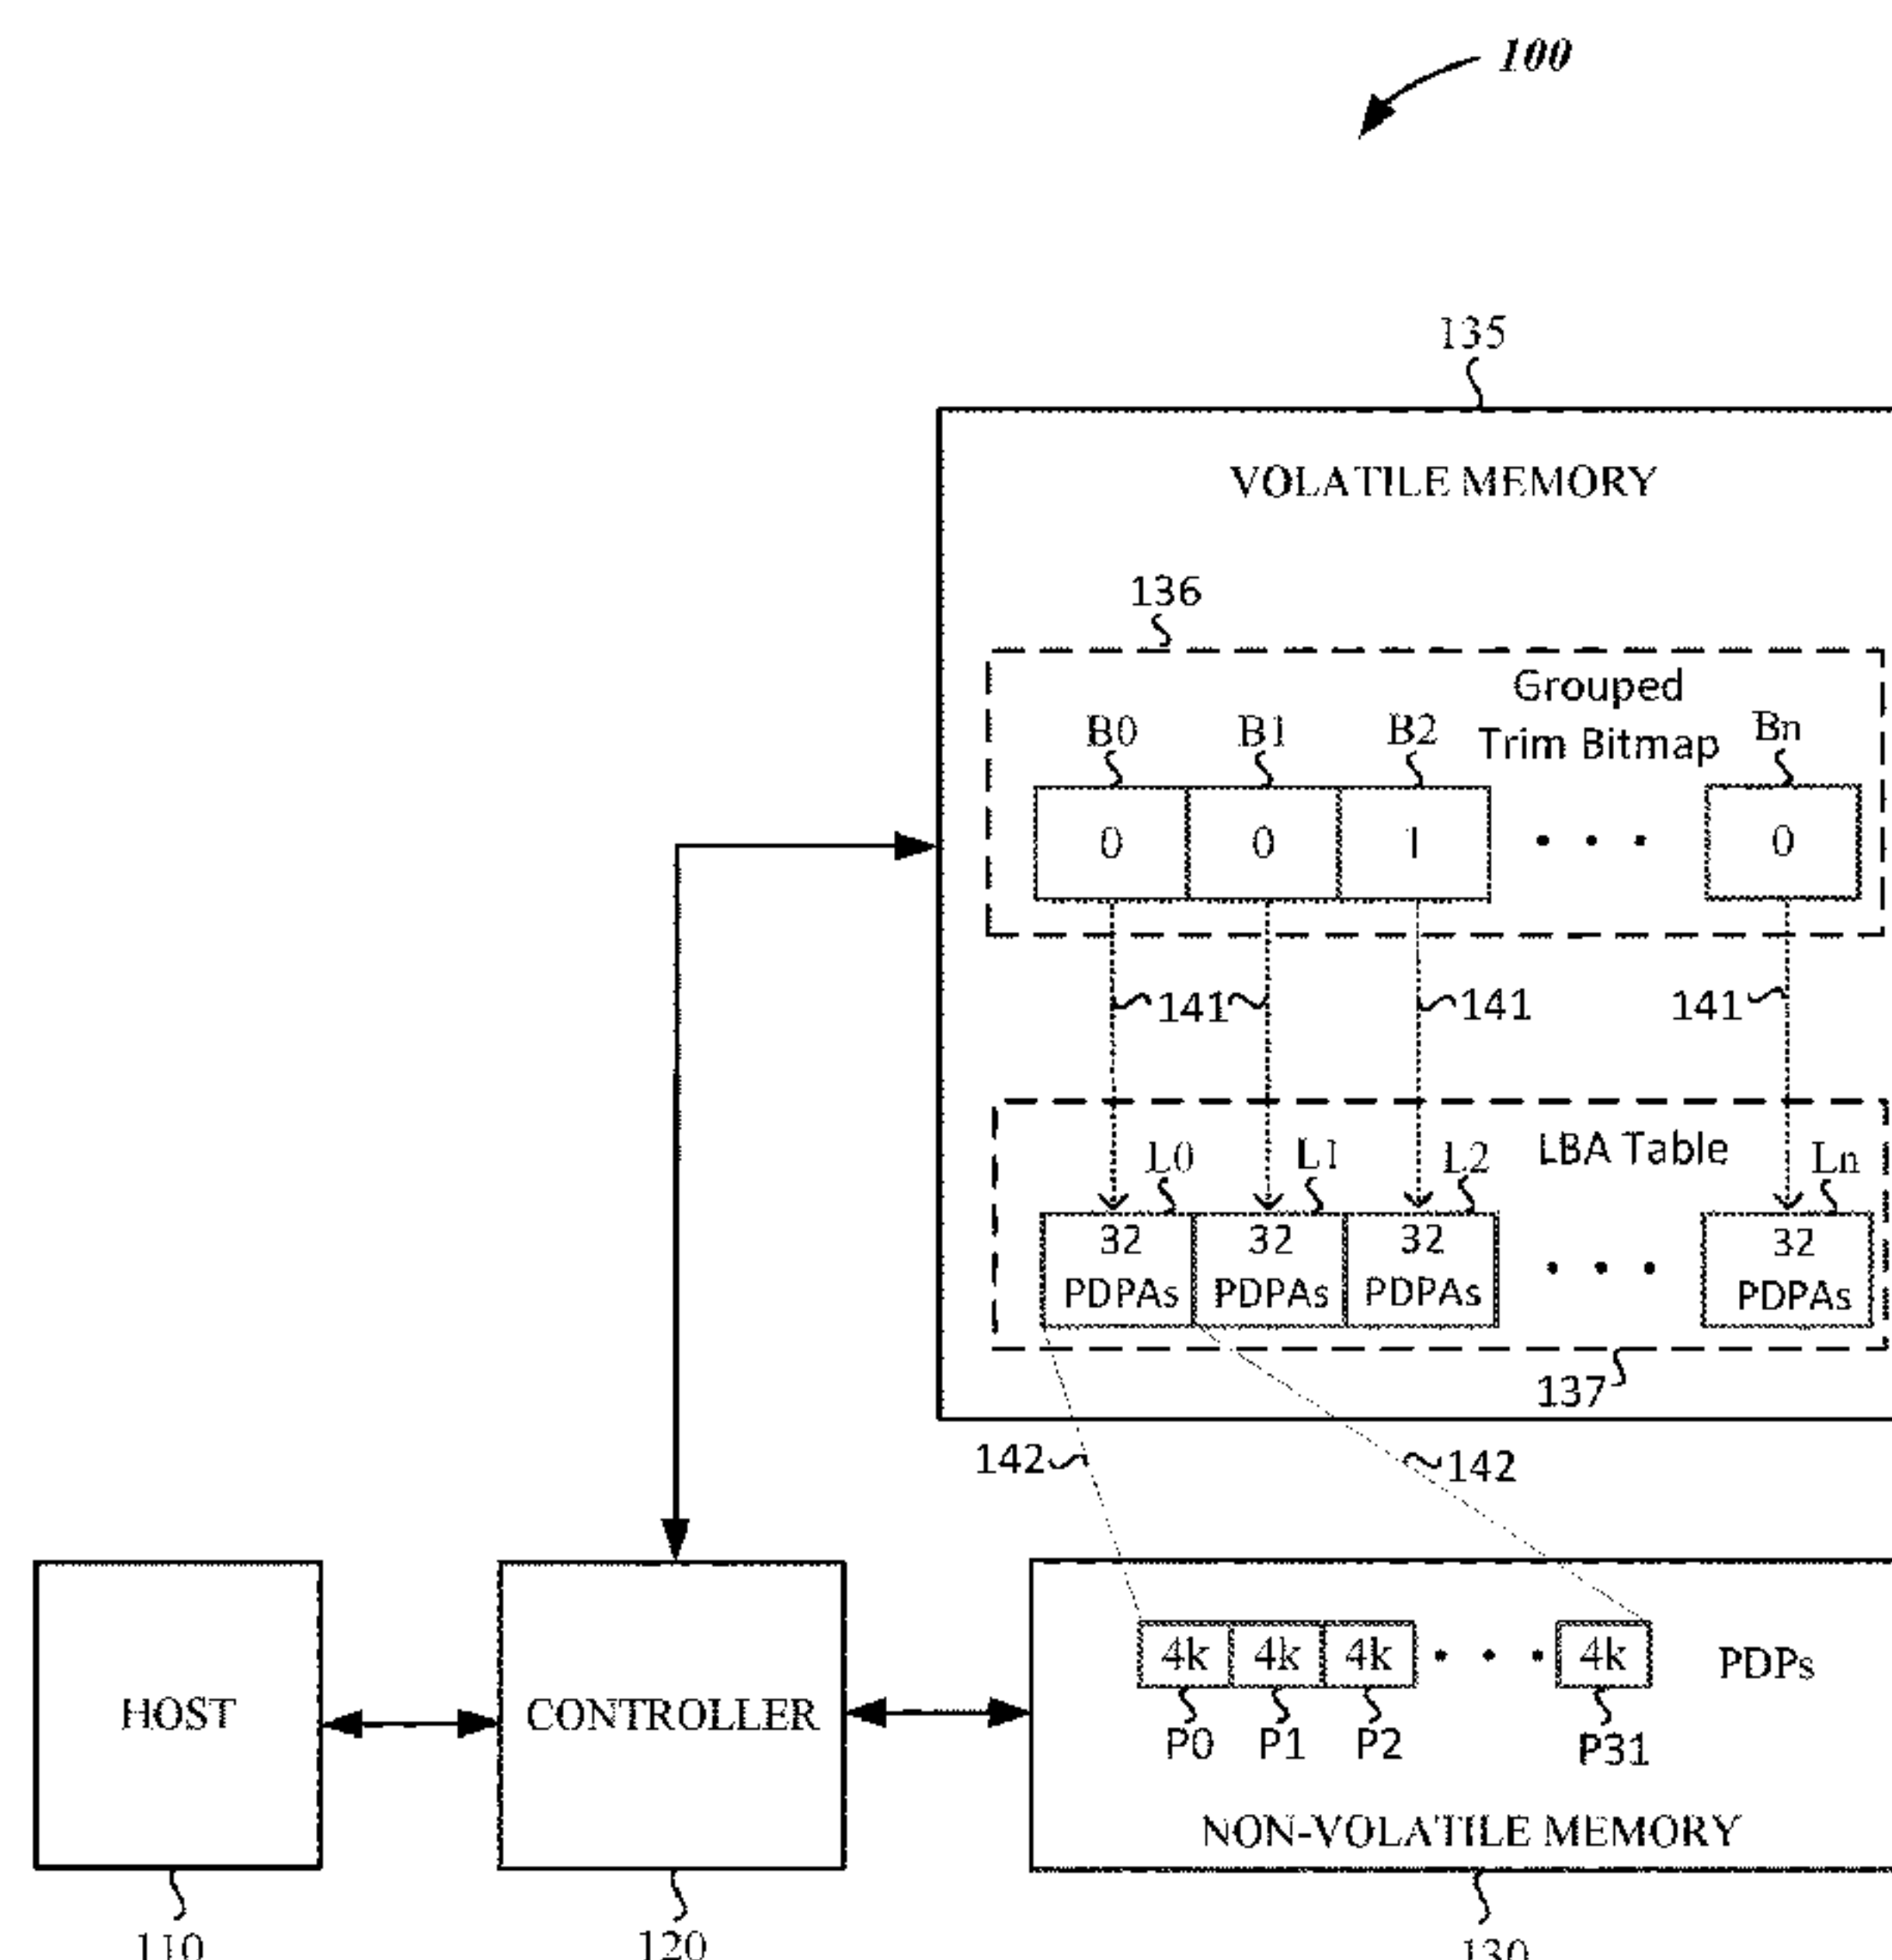 100
135
VOLATILE MEMORY
136
Grouped
Trim Bitmap
B0 B1 B2 Bn
0 0 1 0
141 141 141
LBA Table
L0 L1 L2 Ln
32 32 32 32
PDPAs PDPAs PDPAs PDPAs
137
142 142
4k 4k 4k 4k PDPs
P0 P1 P2 P31
HOST CONTROLLER
NON-VOLATILE MEMORY
110 120 130